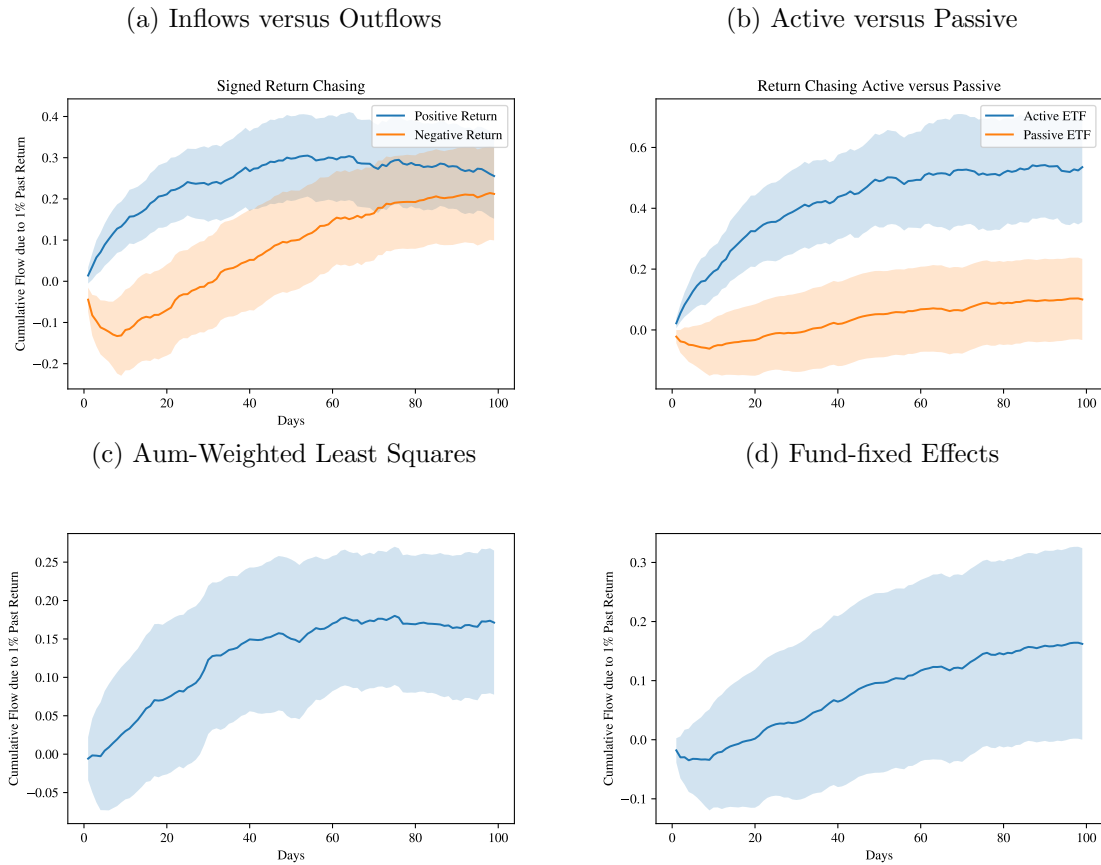 (a) Inflows versus Outflows
Signed Return Chasing
Cumulative Flow due to 1% Past Return
0.4
0.3
0.2
0.1
0.0
−0.1
−0.2
Positive Return
Negative Return
0
20
40
60
80
100
Days
(b) Active versus Passive
Return Chasing Active versus Passive
0.6
0.4
0.2
0.0
Active ETF
Passive ETF
0
20
40
60
80
100
(c) Aum-Weighted Least Squares
Cumulative Flow due to 1% Past Return
0.25
0.20
0.15
0.10
0.05
0.00
−0.05
0
20
40
60
80
100
Days
(d) Fund-fixed Effects
Cumulative Flow due to 1% Past Return
0.3
0.2
0.1
0.0
−0.1
0
20
40
60
80
100
Days